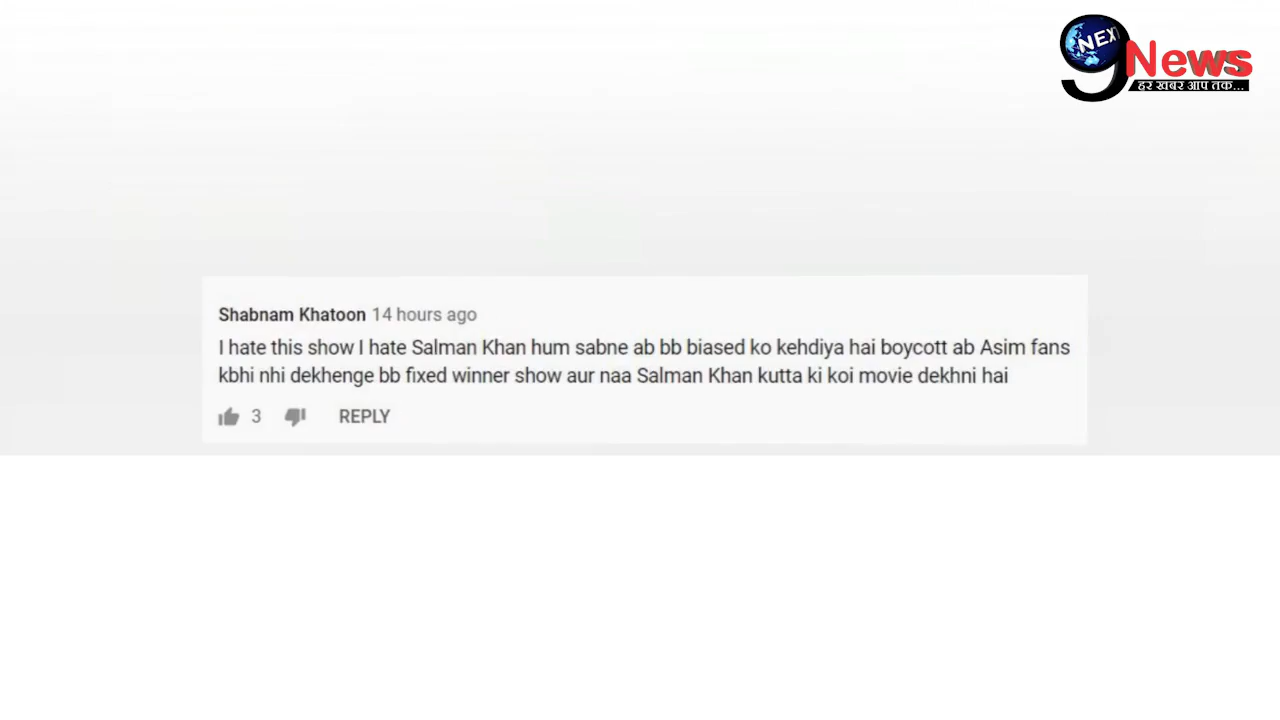 NEXT
9 News
हर खबर आप तक...
Shabnam Khatoon 14 hours ago
I hate this show I hate Salman Khan hum sabne ab bb biased ko kehdiya hai boycott ab Asim fans
kbhi nhi dekhenge bb fixed winner show aur naa Salman Khan kutta ki koi movie dekhni hai
3 REPLY